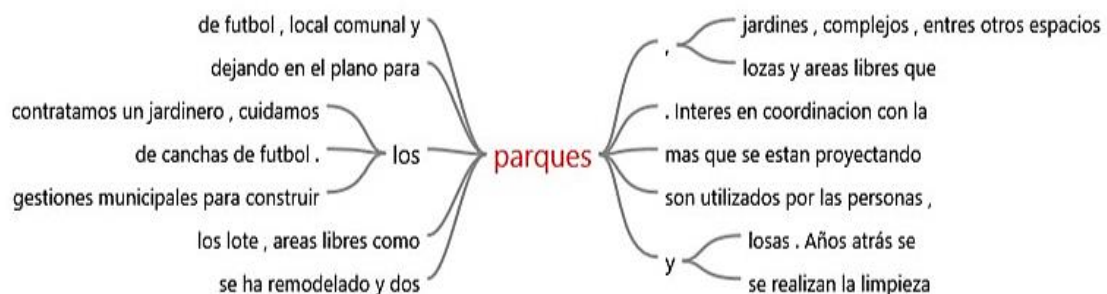 de futbol , local comunal y
dejando en el plano para
contratamos un jardinero , cuidamos
de canchas de futbol .
gestiones municipales para construir
los
los lote , areas libres como
se ha remodelado y dos
parques
,
jardines , complejos , entres otros espacios
lozas y areas libres que
. Interes en coordinacion con la
mas que se estan proyectando
son utilizados por las personas ,
y
losas . Años atrás se
se realizan la limpieza